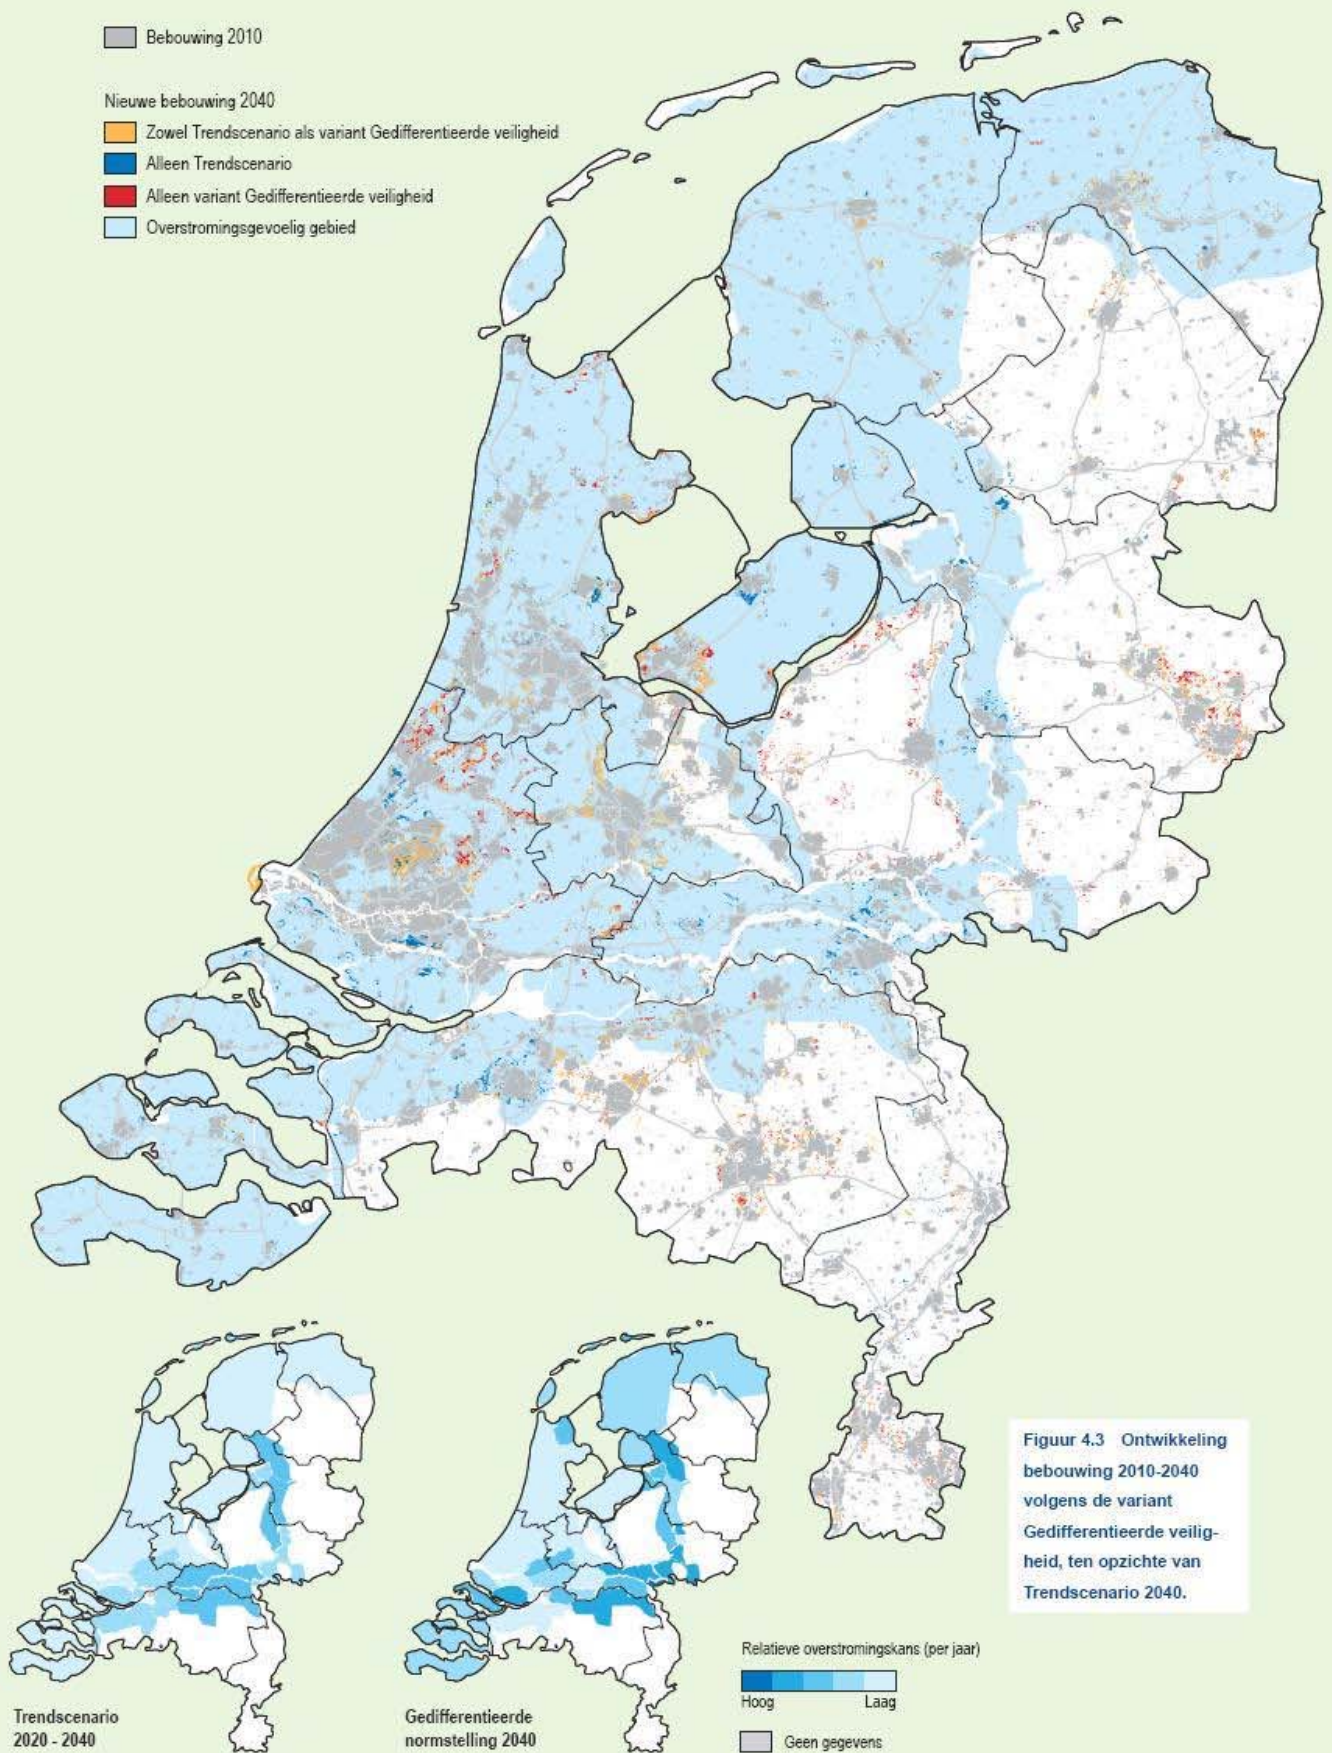 Bebouwing 2010
Nieuwe bebouwing 2040
Zowel Trendscenario als variant Gedifferentieerde veiligheid
Alleen Trendscenario
Alleen variant Gedifferentieerde veiligheid
Overstromingsgevoelig gebied
Figuur 4.3 Ontwikkeling
bebouwing 2010-2040
volgens de variant
Gedifferentieerde veilig-
heid, ten opzichte van
Trendscenario 2040.
Trendscenario
2020 - 2040
Gedifferentieerde
normstelling 2040
Relatieve overstromingskans (per jaar)
Hoog Laag
Geen gegevens